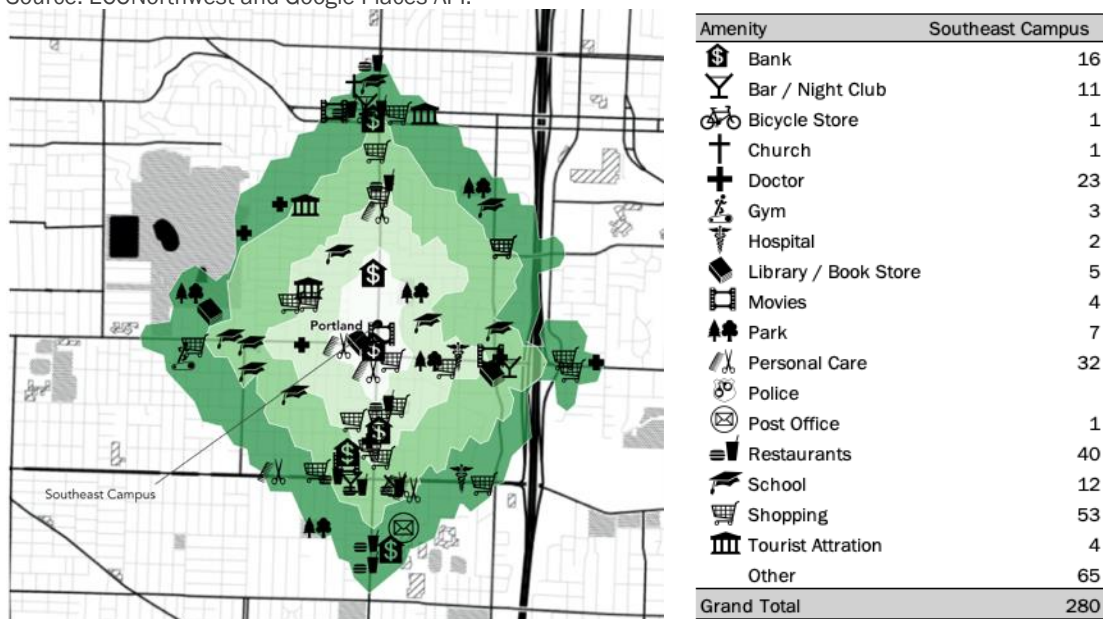 Source: ECONorthwest and Google Places API.
Portland
Southeast Campus
Amenity Southeast Campus
Bank 16
Bar / Night Club 11
Bicycle Store 1
Church 1
Doctor 23
Gym 3
Hospital 2
Library / Book Store 5
Movies 4
Park 7
Personal Care 32
Police
Post Office 1
Restaurants 40
School 12
Shopping 53
Tourist Attration 4
Other 65
Grand Total 280